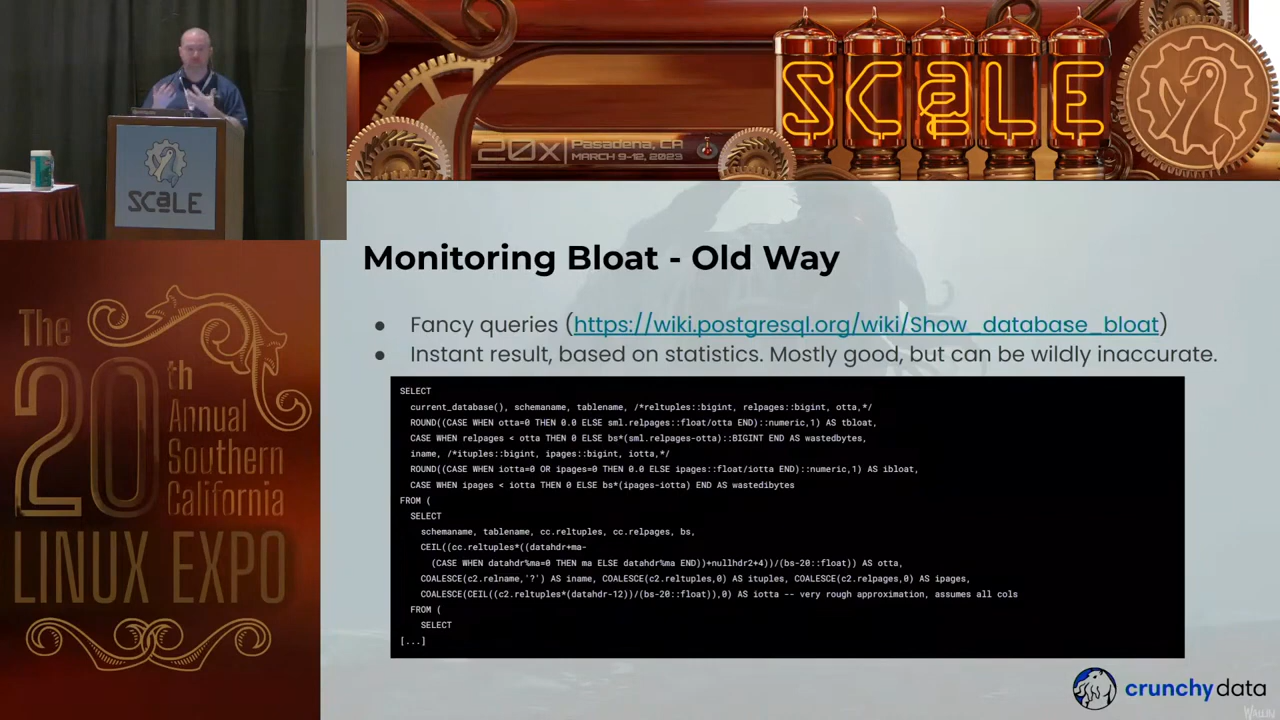 SCaLE
20x
Pasadena, CA
MARCH 9-12, 2023
SCaLE
The
20th
Annual
Southern
California
LINUX EXPO
Monitoring Bloat - Old Way
● Fancy queries (https://wiki.postgresql.org/wiki/Show_database_bloat)
● Instant result, based on statistics. Mostly good, but can be wildly inaccurate.
SELECT
current_database(), schemaname, tablename, /*reltuples::bigint, relpages::bigint, otta,*/
ROUND((CASE WHEN otta=0 THEN 0.0 ELSE sml.relpages::float/otta END)::numeric,1) AS tbloat,
CASE WHEN relpages < otta THEN 0 ELSE bs*(sml.relpages-otta)::BIGINT END AS wastedbytes,
iname, /*ituples::bigint, ipages::bigint, iotta,*/
ROUND((CASE WHEN iotta=0 OR ipages=0 THEN 0.0 ELSE ipages::float/iotta END)::numeric,1) AS ibloat,
CASE WHEN ipages < iotta THEN 0 ELSE bs*(ipages-iotta) END AS wastedibytes
FROM (
SELECT
schemaname, tablename, cc.reltuples, cc.relpages, bs,
CEIL((cc.reltuples*((datahdr+ma-
(CASE WHEN datahdr%ma=0 THEN ma ELSE datahdr%ma END))+nullhdr2+4))/(bs-20::float)) AS otta,
COALESCE(c2.relname,'?') AS iname, COALESCE(c2.reltuples,0) AS ituples, COALESCE(c2.relpages,0) AS ipages,
COALESCE(CEIL((c2.reltuples*(datahdr-12))/(bs-20::float)),0) AS iotta -- very rough approximation, assumes all cols
FROM (
SELECT
[...]
crunchydata